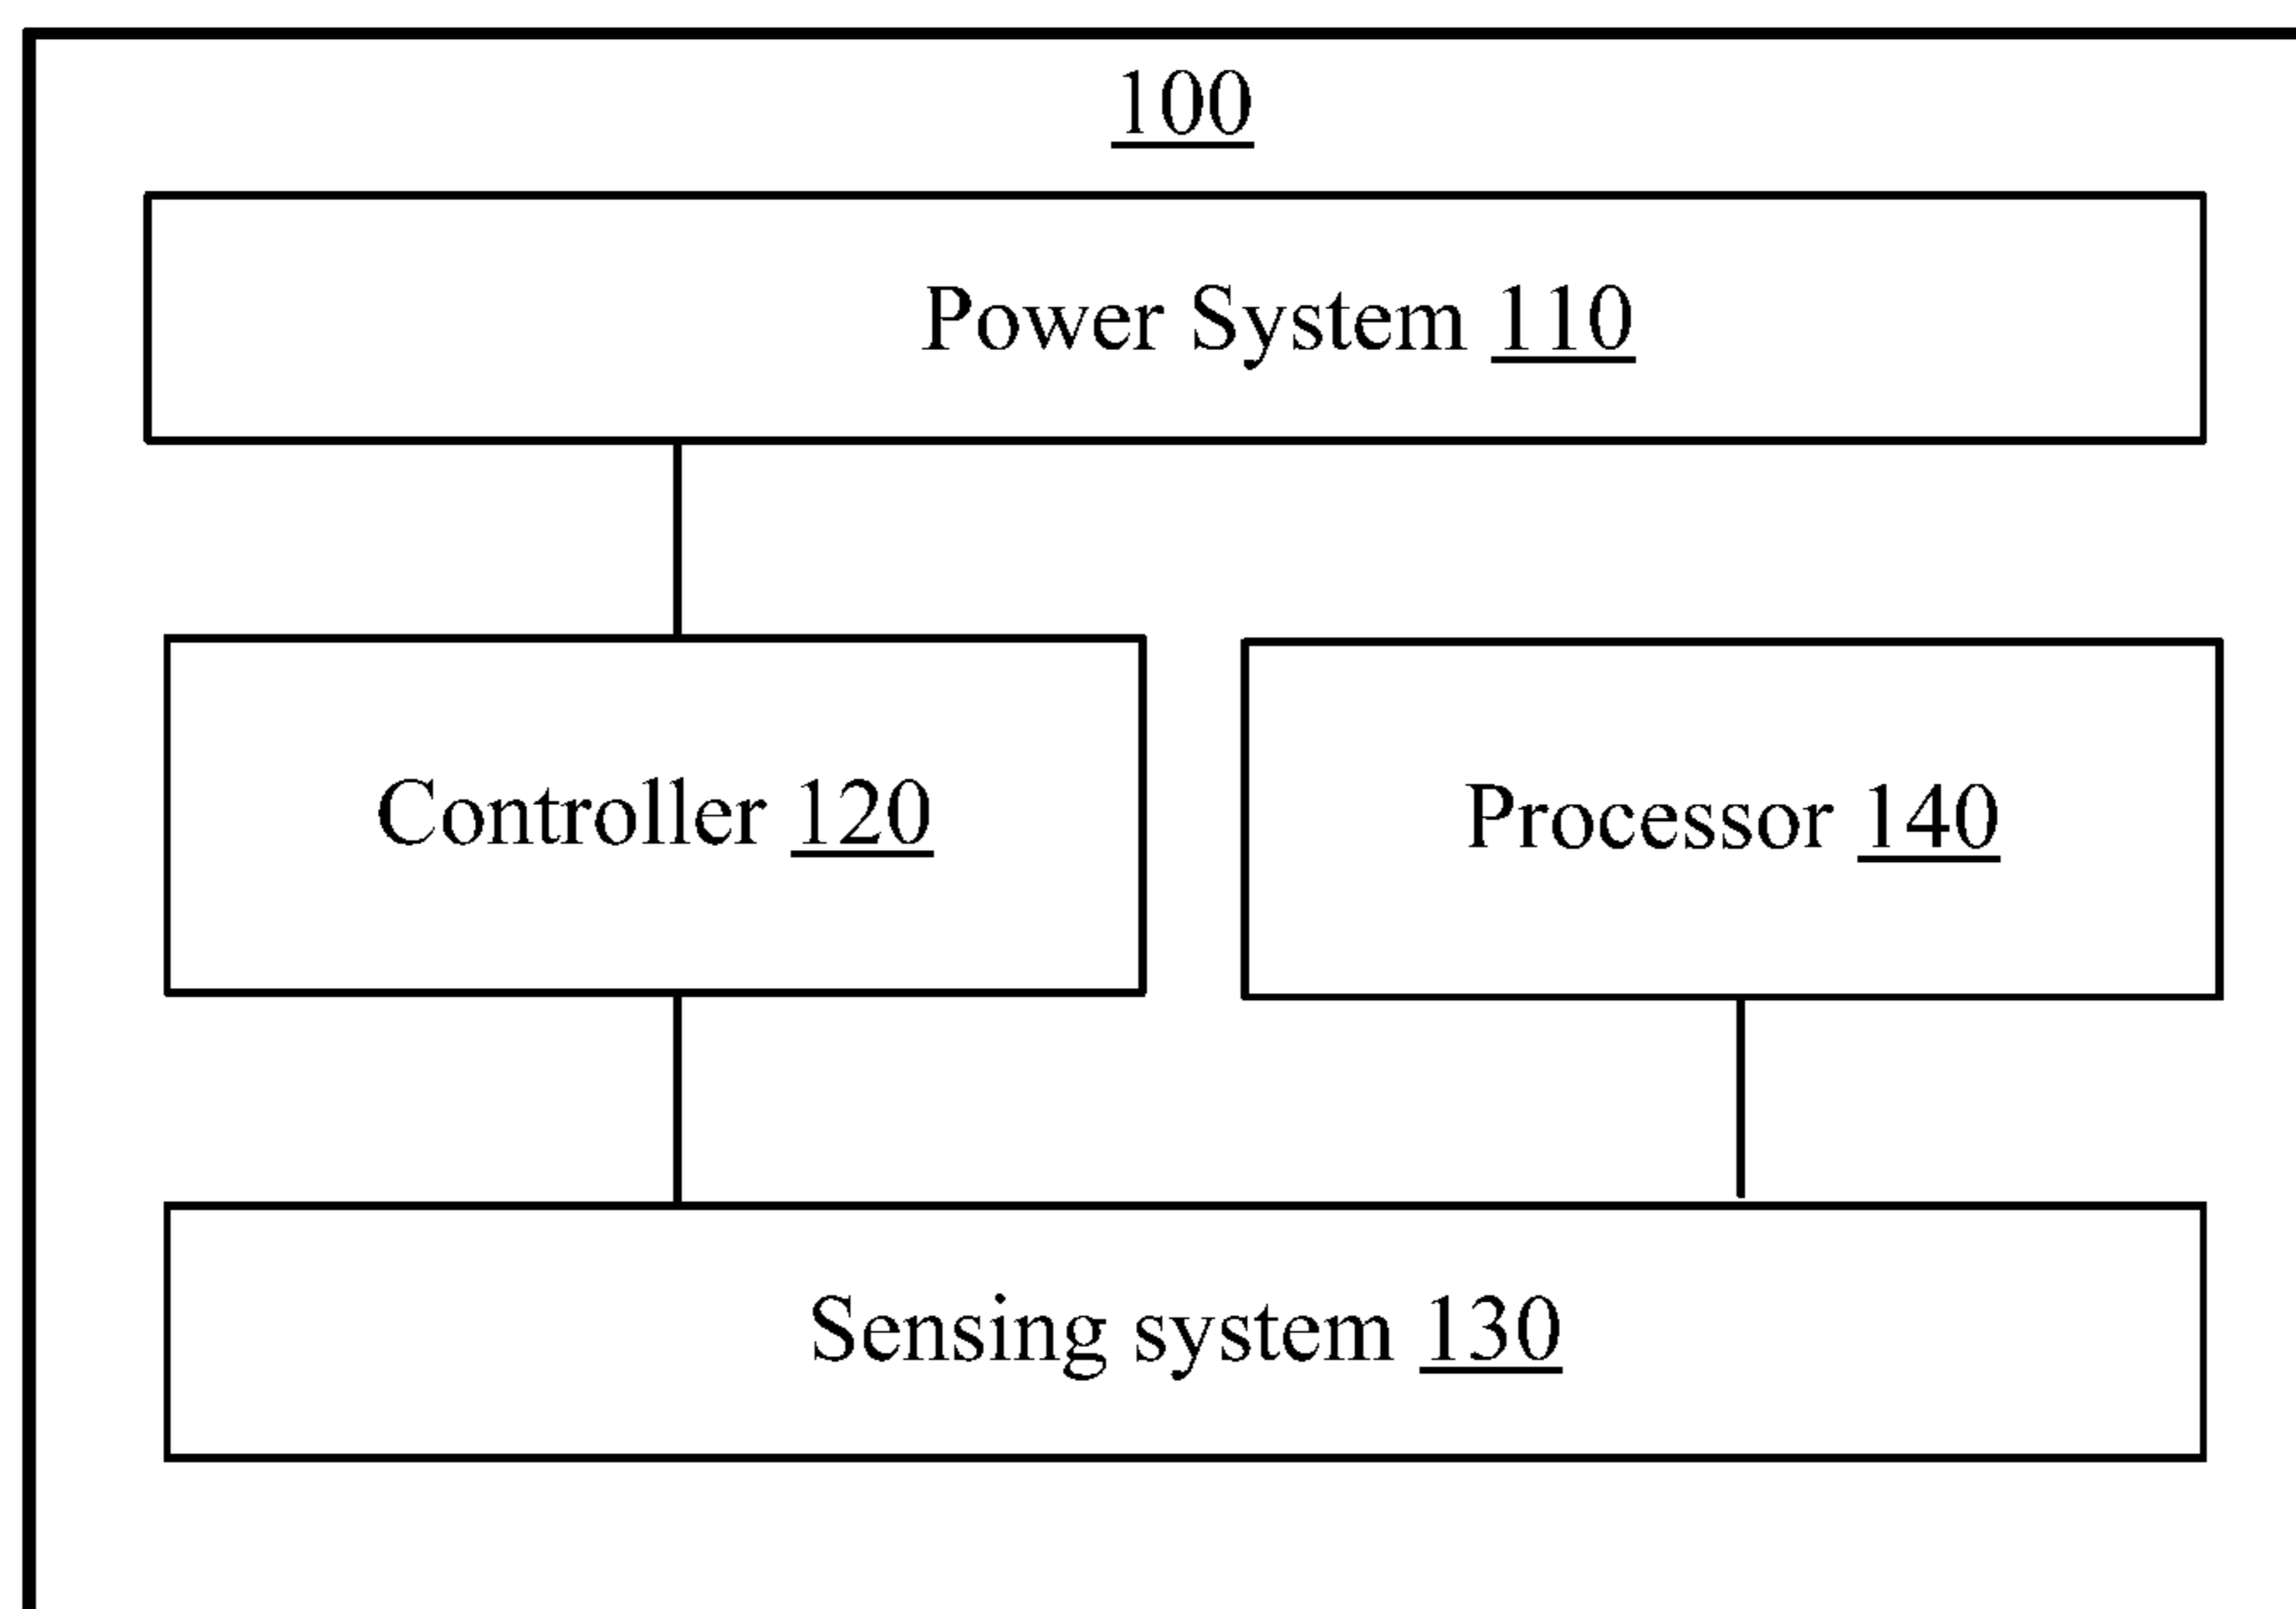 100
Power System 110
Controller 120
Processor 140
Sensing system 130